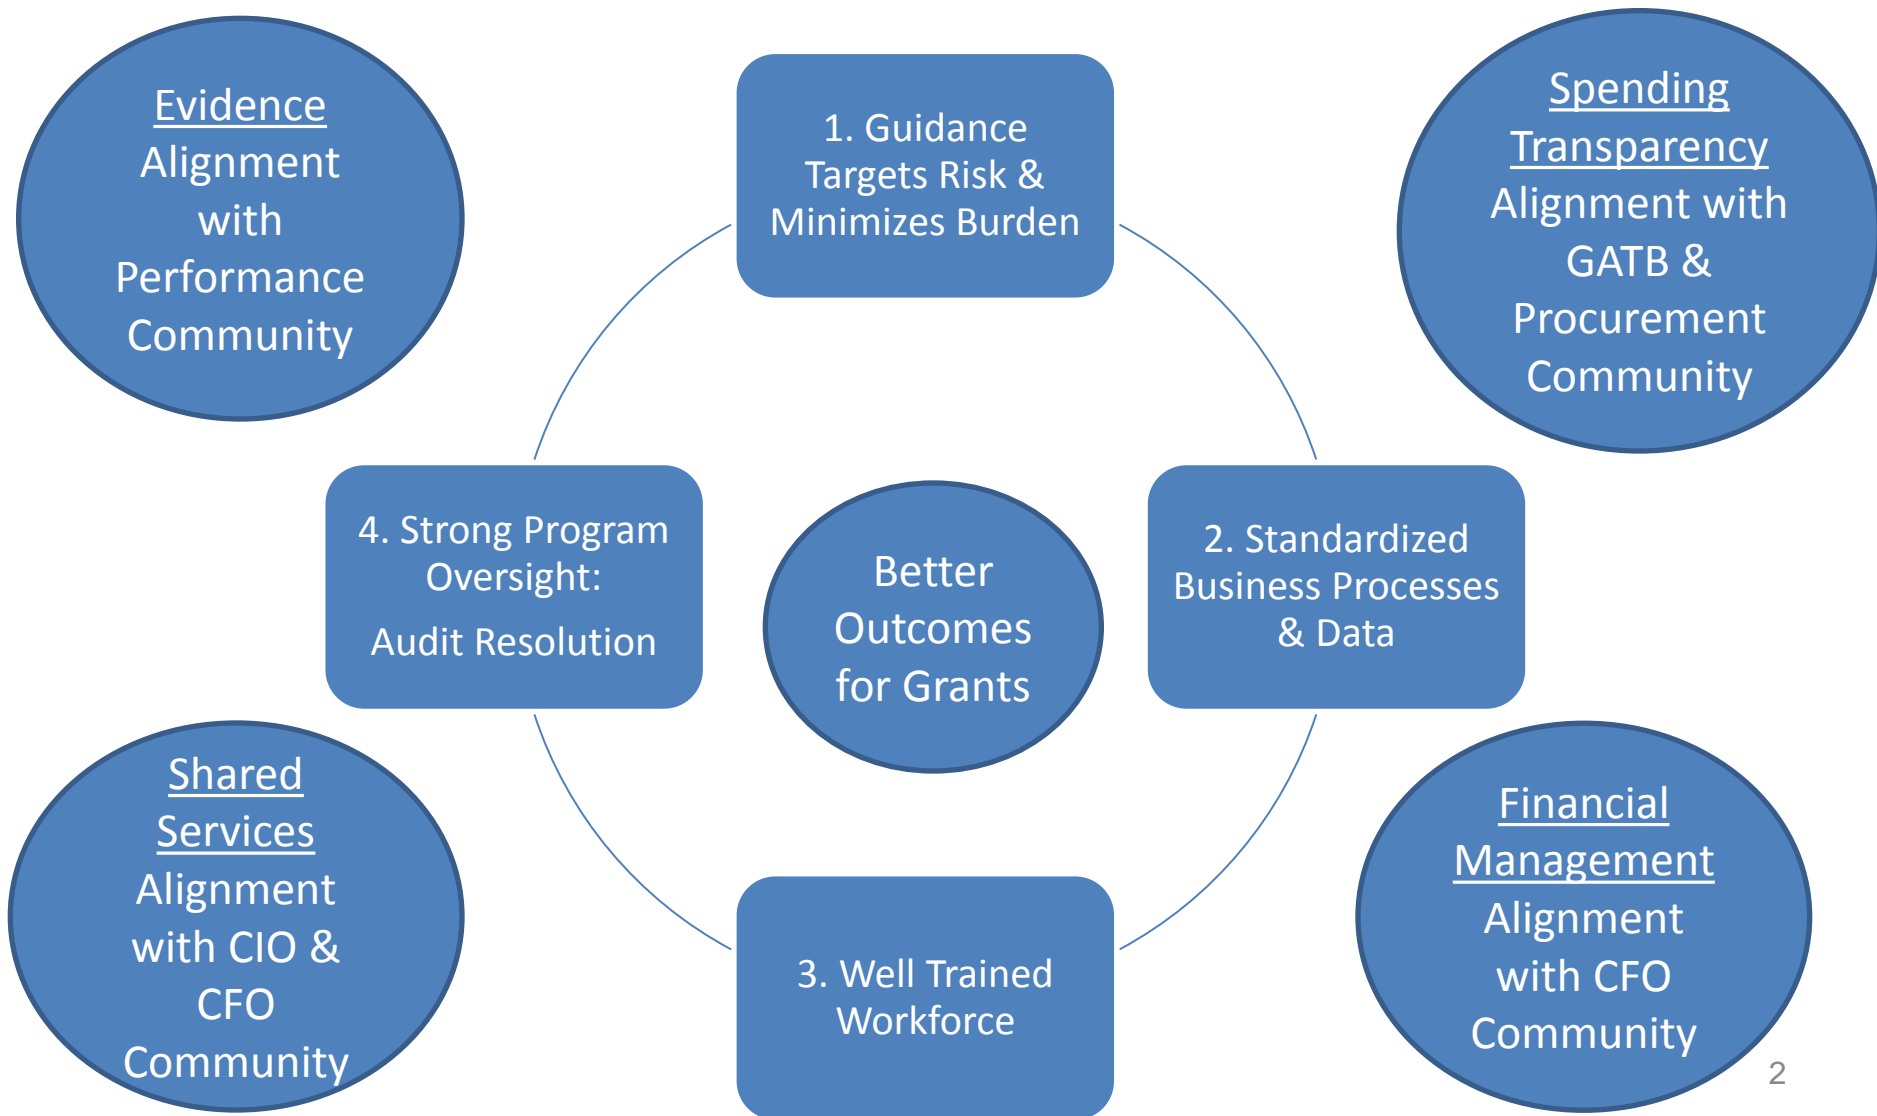 Evidence
Alignment
with
Performance
Community
1. Guidance
Targets Risk &
Minimizes Burden
Spending
Transparency
Alignment with
GATB &
Procurement
Community
4. Strong Program
Oversight:
Audit Resolution
Better
Outcomes
for Grants
2. Standardized
Business Processes
& Data
Shared
Services
Alignment
with CIO &
CFO
Community
3. Well Trained
Workforce
Financial
Management
Alignment
with CFO
Community
2